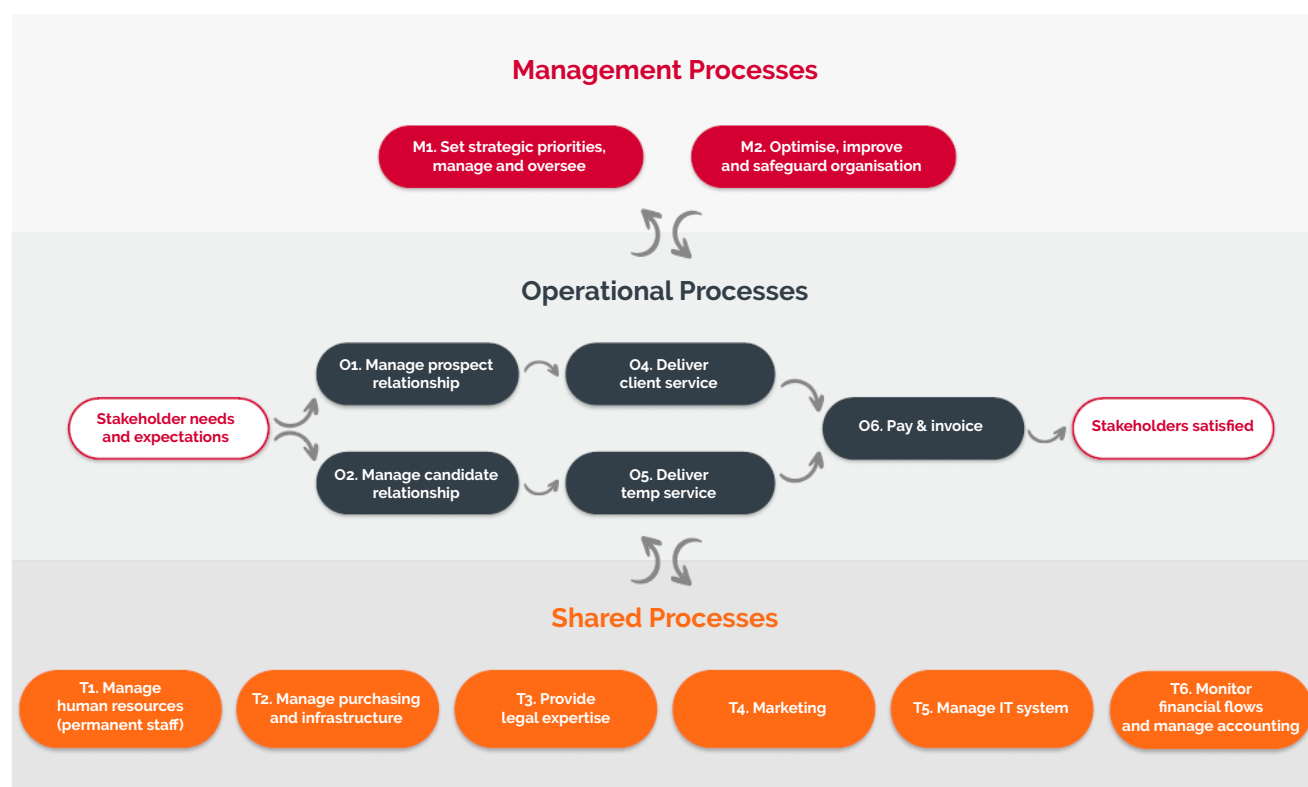 Management Processes
M1. Set strategic priorities,
manage and oversee
M2. Optimise, improve
and safeguard organisation
Operational Processes
Stakeholder needs
and expectations
O1. Manage prospect
relationship
O2. Manage candidate
relationship
O4. Deliver
client service
O5. Deliver
temp service
O6. Pay & invoice
Stakeholders satisfied
Shared Processes
T1. Manage
human resources
(permanent staff)
T2. Manage purchasing
and infrastructure
T3. Provide
legal expertise
T4. Marketing
T5. Manage IT system
T6. Monitor
financial flows
and manage accounting